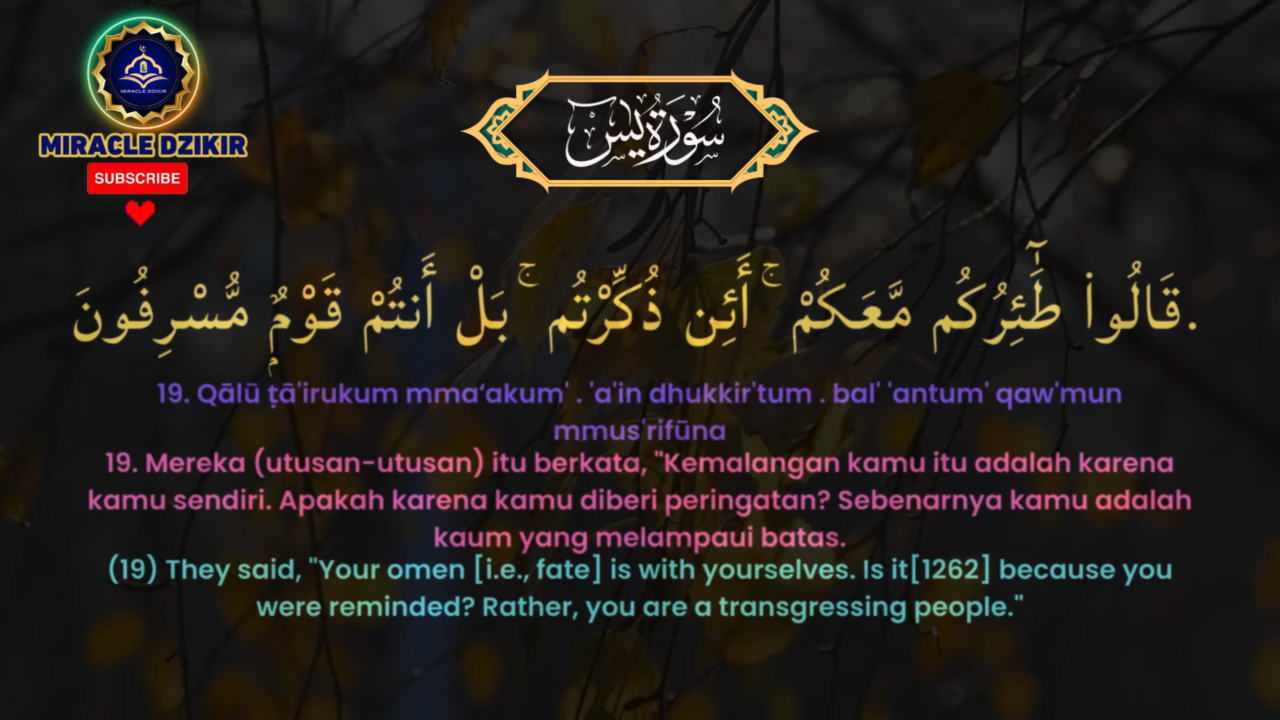 MIRACLE DZIKIR
MIRACLE DZIKIR
SUBSCRIBE
سُوْرَةُ يٰسٓ
قَالُوا۟ طَٰٓئِرُكُم مَّعَكُمْ ۚ أَئِن ذُكِّرْتُم ۚ بَلْ أَنتُمْ قَوْمٌۭ مُّسْرِفُونَ.
19. Qālū ṭā'irukum mma‘akum' . 'a'in dhukkir'tum . bal' 'antum' qaw'mun
mmus'rifūna
19. Mereka (utusan-utusan) itu berkata, "Kemalangan kamu itu adalah karena
kamu sendiri. Apakah karena kamu diberi peringatan? Sebenarnya kamu adalah
kaum yang melampaui batas.
(19) They said, "Your omen [i.e., fate] is with yourselves. Is it[1262] because you
were reminded? Rather, you are a transgressing people."